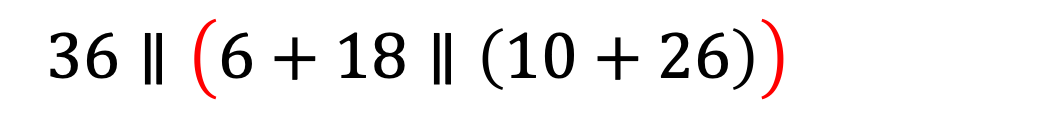 36 ∥ (6 + 18 ∥ (10 + 26))